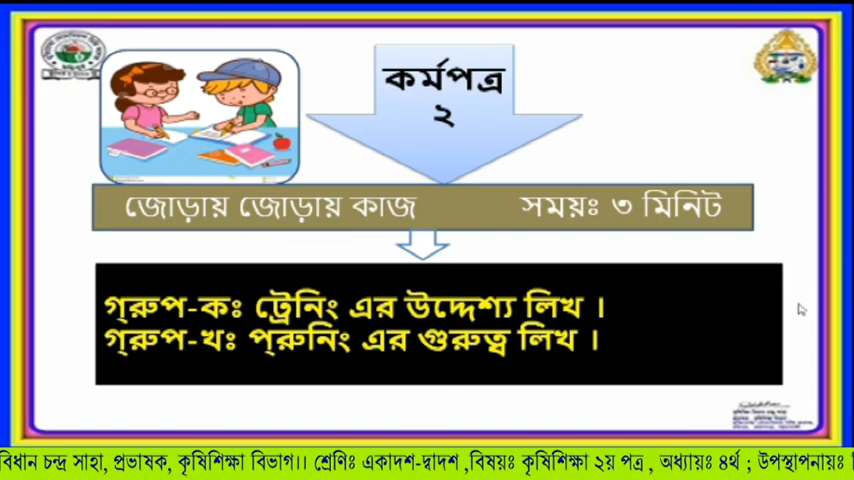 কর্মপত্র
২
জোড়ায় জোড়ায় কাজ সময়ঃ ৩ মিনিট
গ্রুপ-কঃ ট্রেনিং এর উদ্দেশ্য লিখ ।
গ্রুপ-খঃ প্রুনিং এর গুরুত্ব লিখ ।
বিধান চন্দ্র সাহা, প্রভাষক, কৃষিশিক্ষা বিভাগ।। শ্রেণিঃ একাদশ-দ্বাদশ ,বিষয়ঃ কৃষিশিক্ষা ২য় পত্র , অধ্যায়ঃ ৪র্থ ; উপস্থাপনায়ঃ